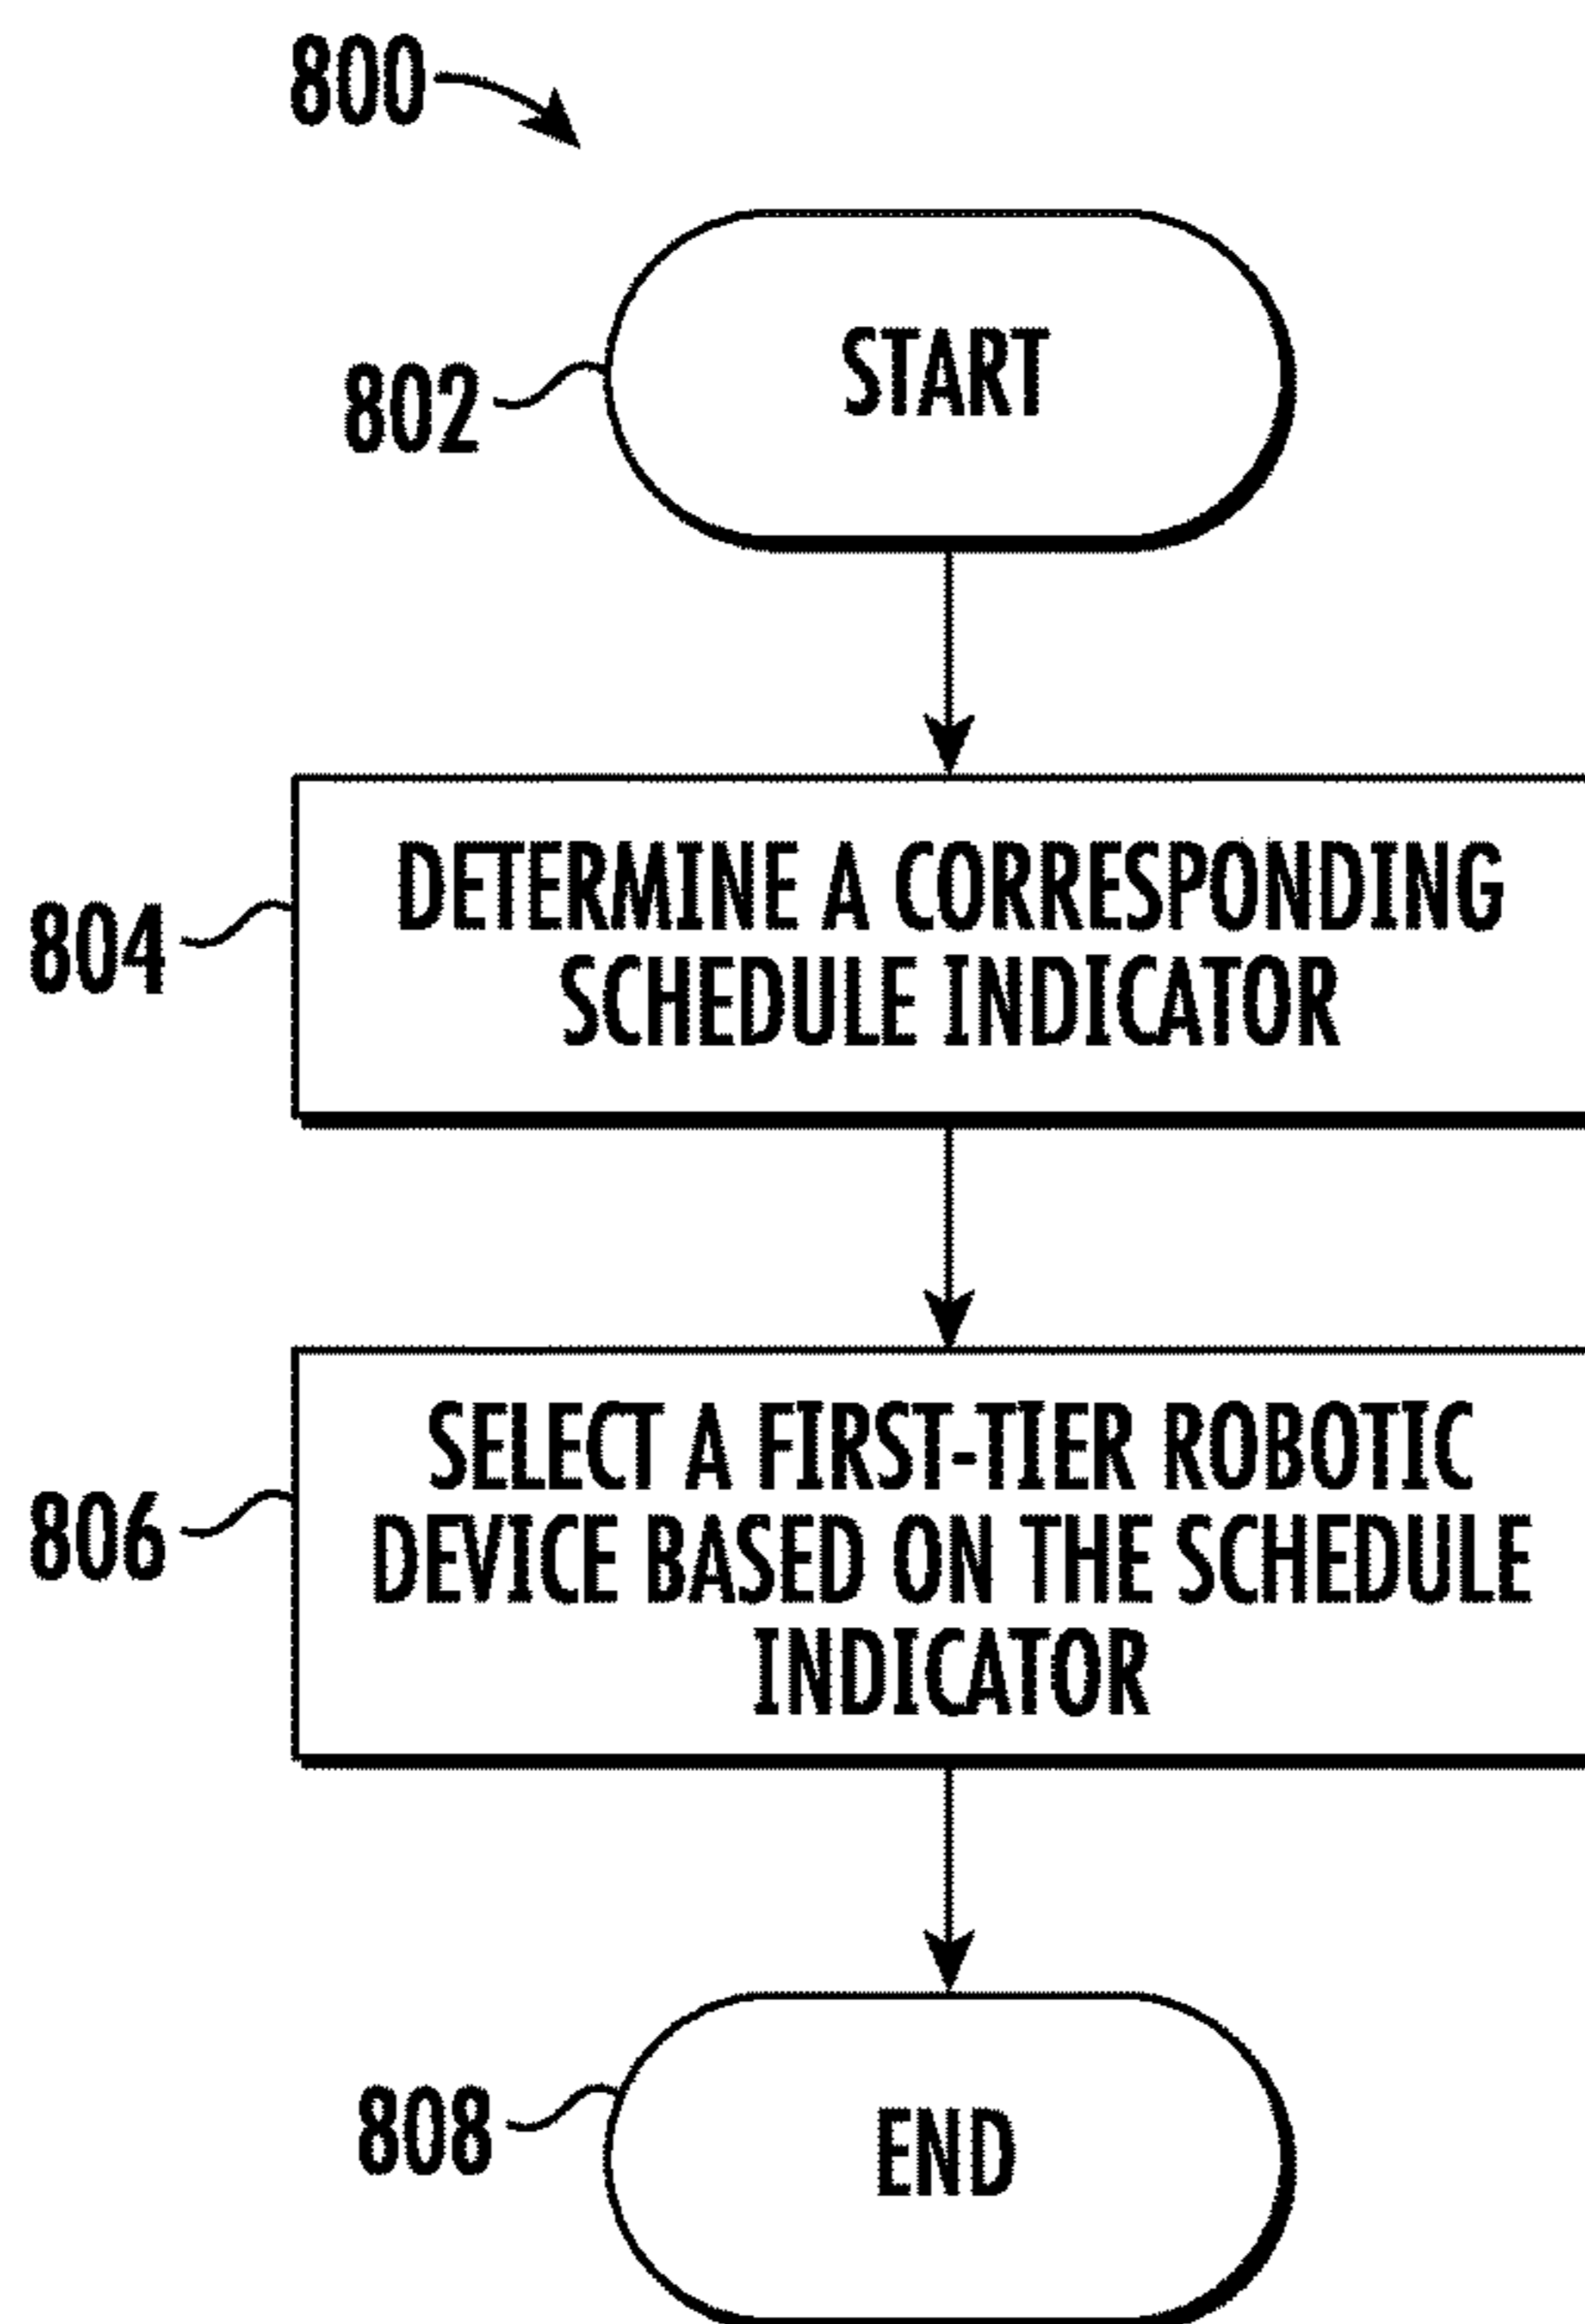 800
802
START
804
DETERMINE A CORRESPONDING
SCHEDULE INDICATOR
806
SELECT A FIRST-TIER ROBOTIC
DEVICE BASED ON THE SCHEDULE
INDICATOR
808
END